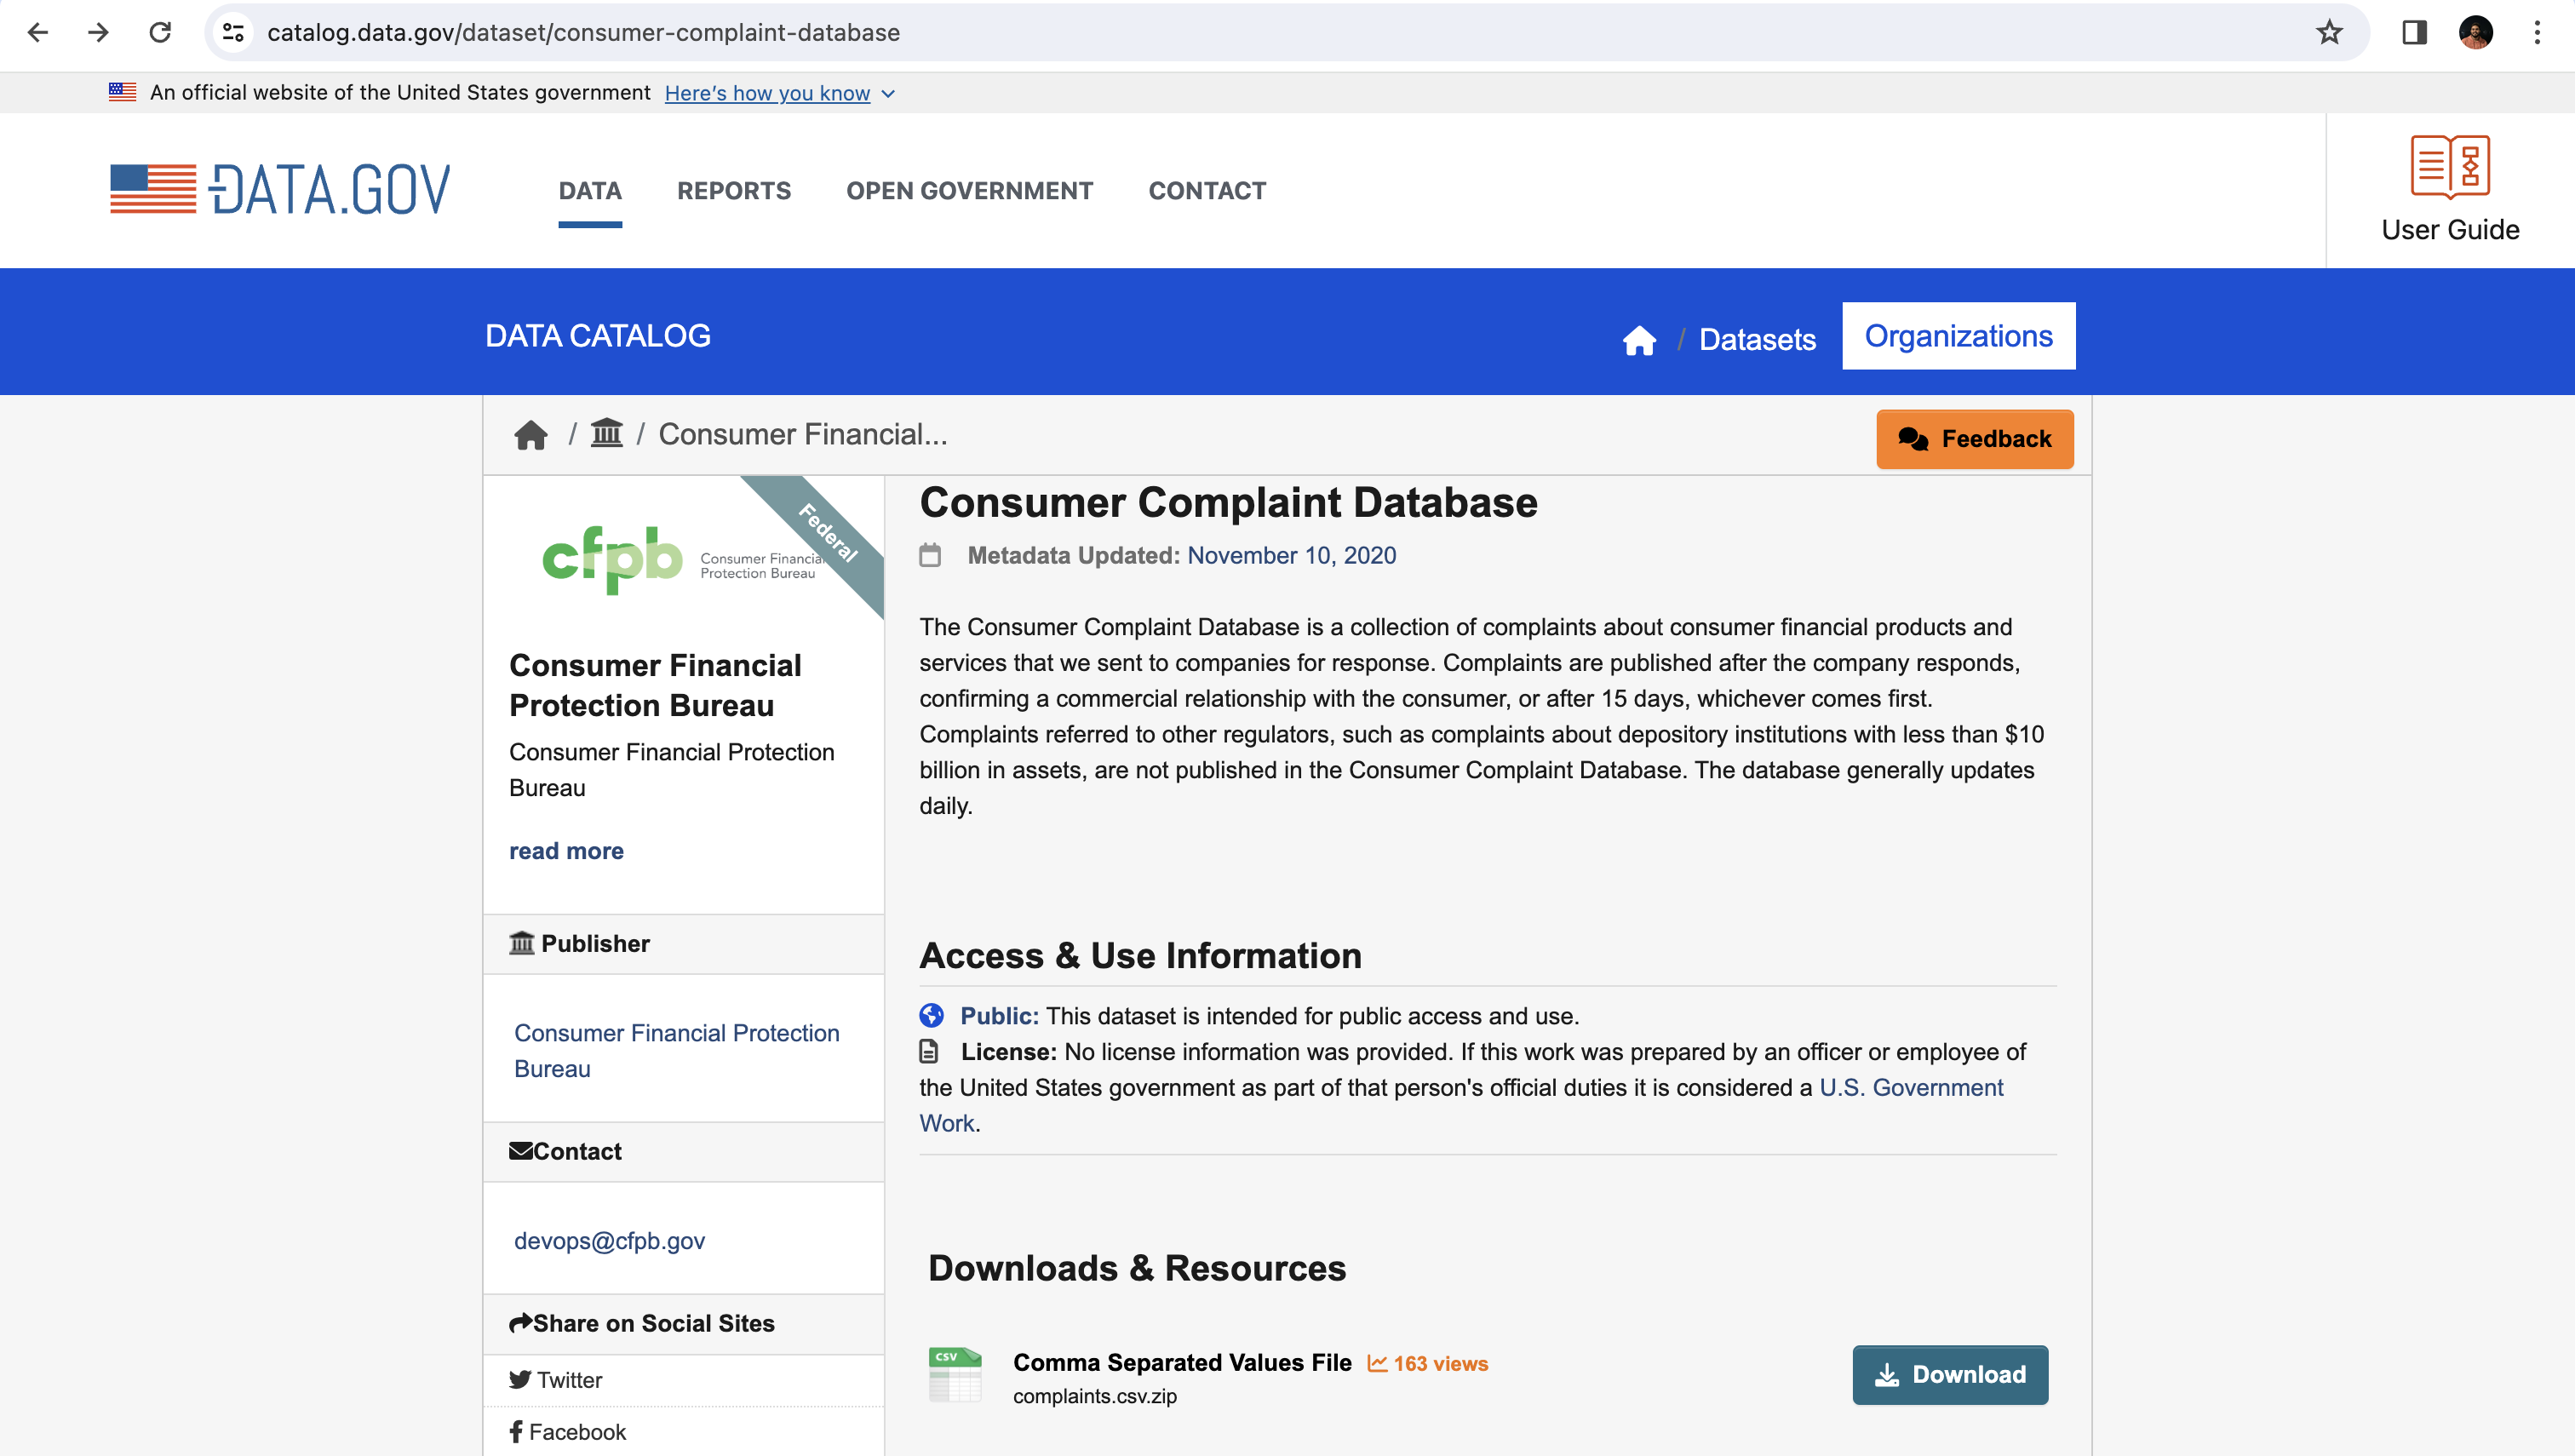 catalog.data.gov/dataset/consumer-complaint-database
An official website of the United States government Here's how you know
DATA.GOV
DATA REPORTS OPEN GOVERNMENT CONTACT
User Guide
DATA CATALOG
/ Datasets Organizations
/ / Consumer Financial...
Feedback
cfpb Consumer Financial
Protection Bureau
Federal
Consumer Financial
Protection Bureau
Consumer Financial Protection
Bureau
read more
Publisher
Consumer Financial Protection
Bureau
Contact
devops@cfpb.gov
Share on Social Sites
Twitter
Facebook
Consumer Complaint Database
Metadata Updated: November 10, 2020
The Consumer Complaint Database is a collection of complaints about consumer financial products and
services that we sent to companies for response. Complaints are published after the company responds,
confirming a commercial relationship with the consumer, or after 15 days, whichever comes first.
Complaints referred to other regulators, such as complaints about depository institutions with less than $10
billion in assets, are not published in the Consumer Complaint Database. The database generally updates
daily.
Access & Use Information
Public: This dataset is intended for public access and use.
License: No license information was provided. If this work was prepared by an officer or employee of
the United States government as part of that person's official duties it is considered a U.S. Government
Work.
Downloads & Resources
CSV
Comma Separated Values File 163 views
complaints.csv.zip
Download